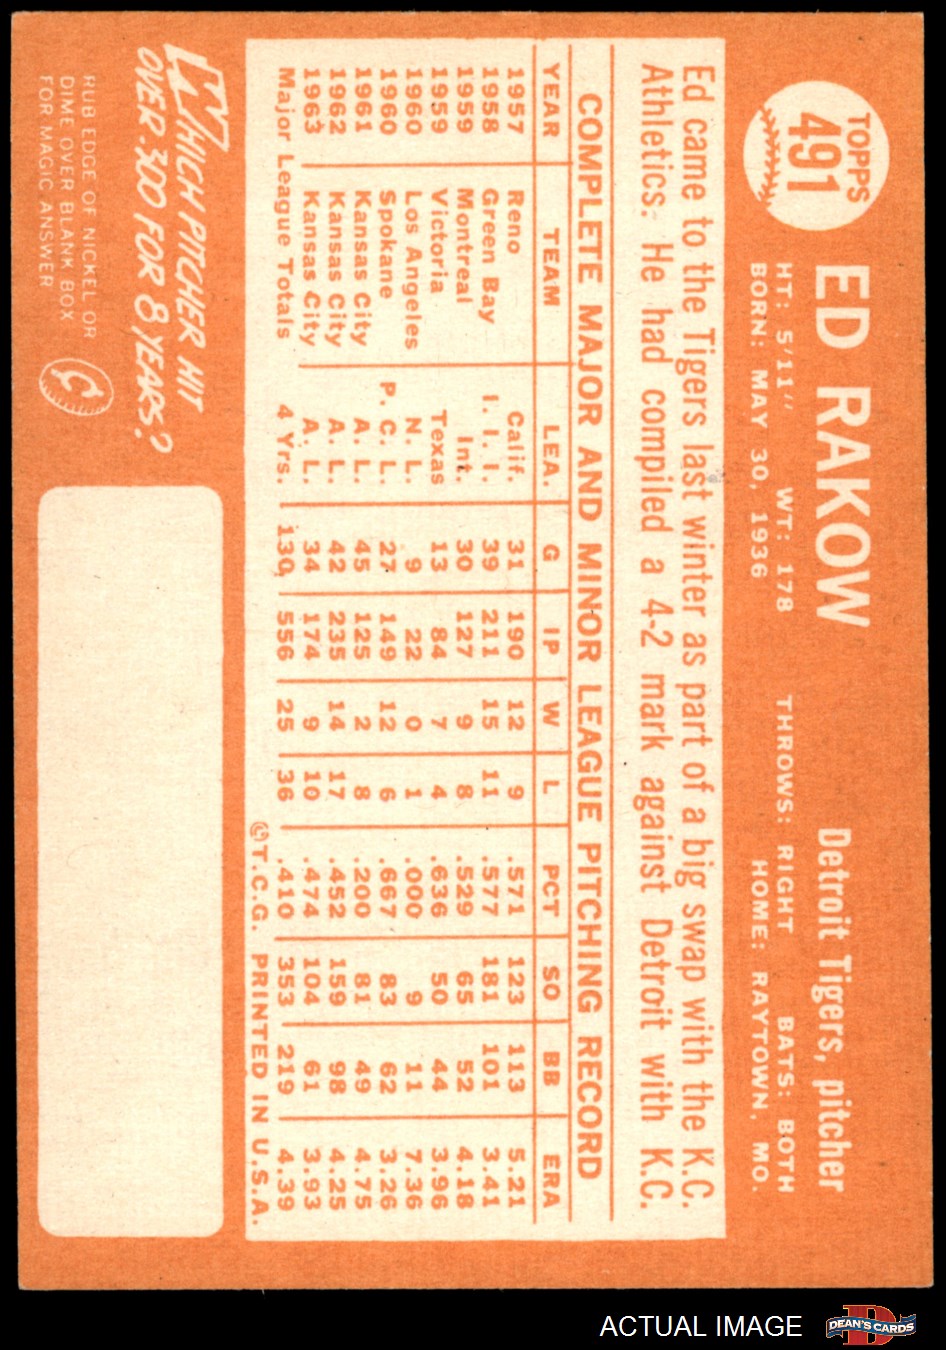 TOPPS
491
ED RAKOW
Detroit Tigers, pitcher
HT: 5'11" WT: 178 THROWS: RIGHT BATS: BOTH
BORN: MAY 30, 1936 HOME: RAYTOWN, MO.
Ed came to the Tigers last winter as part of a big swap with the K.C.
Athletics. He had compiled a 4-2 mark against Detroit with K.C.
COMPLETE MAJOR AND MINOR LEAGUE PITCHING RECORD
YEAR TEAM LEA. G IP W L PCT SO BB ERA
1957 Reno Calif. 31 190 12 9 .571 123 113 5.21
1958 Green Bay I. I. I. 39 211 15 11 .577 181 101 3.41
1959 Montreal Int. 30 127 9 8 .529 65 52 4.18
1959 Victoria Texas 13 84 7 4 .636 50 44 3.96
1960 Los Angeles N. L. 9 22 0 1 .000 9 11 7.36
1960 Spokane P. C. L. 27 149 12 6 .667 83 62 3.26
1961 Kansas City A. L. 45 125 2 8 .200 81 49 4.75
1962 Kansas City A. L. 42 235 14 17 .452 159 98 4.25
1963 Kansas City A. L. 34 174 9 10 .474 104 61 3.93
Major League Totals 4 Yrs. 130 556 25 36 .410 353 219 4.39
©T.C.G. PRINTED IN U.S.A.
WHICH PITCHER HIT
OVER .300 FOR 8 YEARS?
RUB EDGE OF NICKEL OR
DIME OVER BLANK BOX
FOR MAGIC ANSWER
ACTUAL IMAGE
DEAN'S CARDS